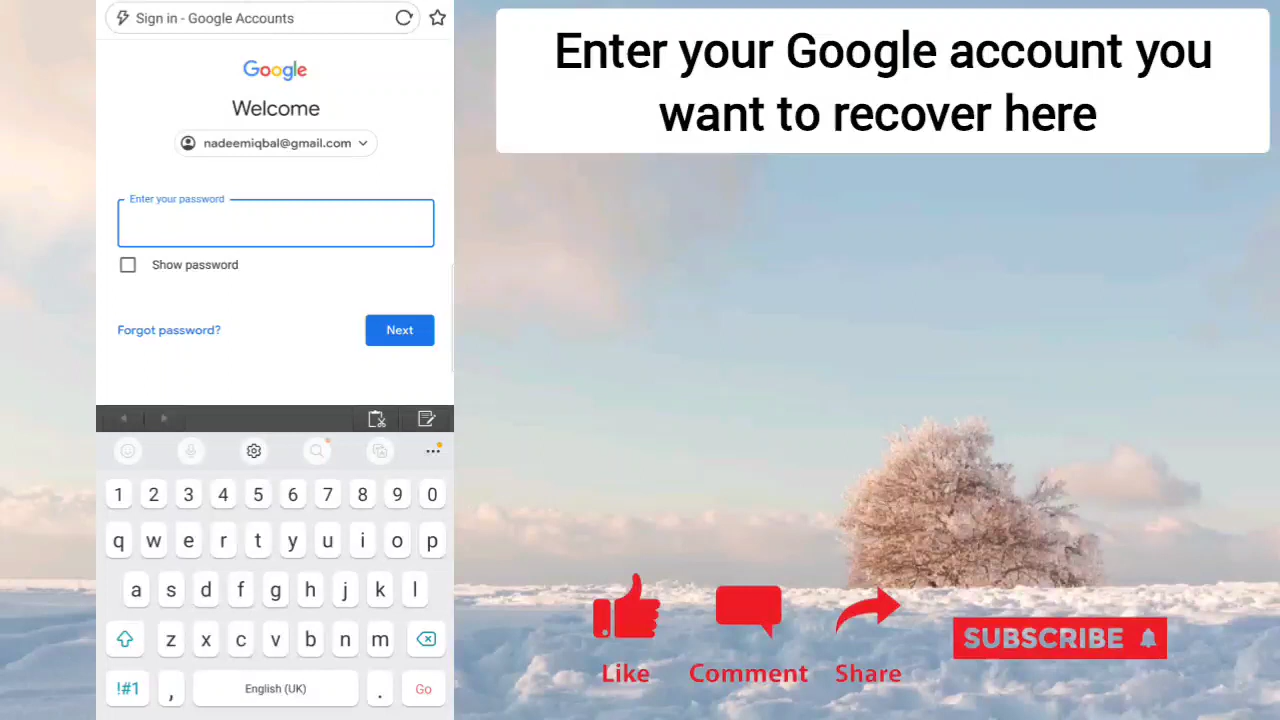 Sign in - Google Accounts
Google
Welcome
nadeemiqbal@gmail.com
Enter your password
Show password
Forgot password?
Next
1 2 3 4 5 6 7 8 9 0
q w e r t y u i o p
a s d f g h j k l
z x c v b n m
!#1 , English (UK) . Go
Enter your Google account you
want to recover here
Like
Comment
Share
SUBSCRIBE